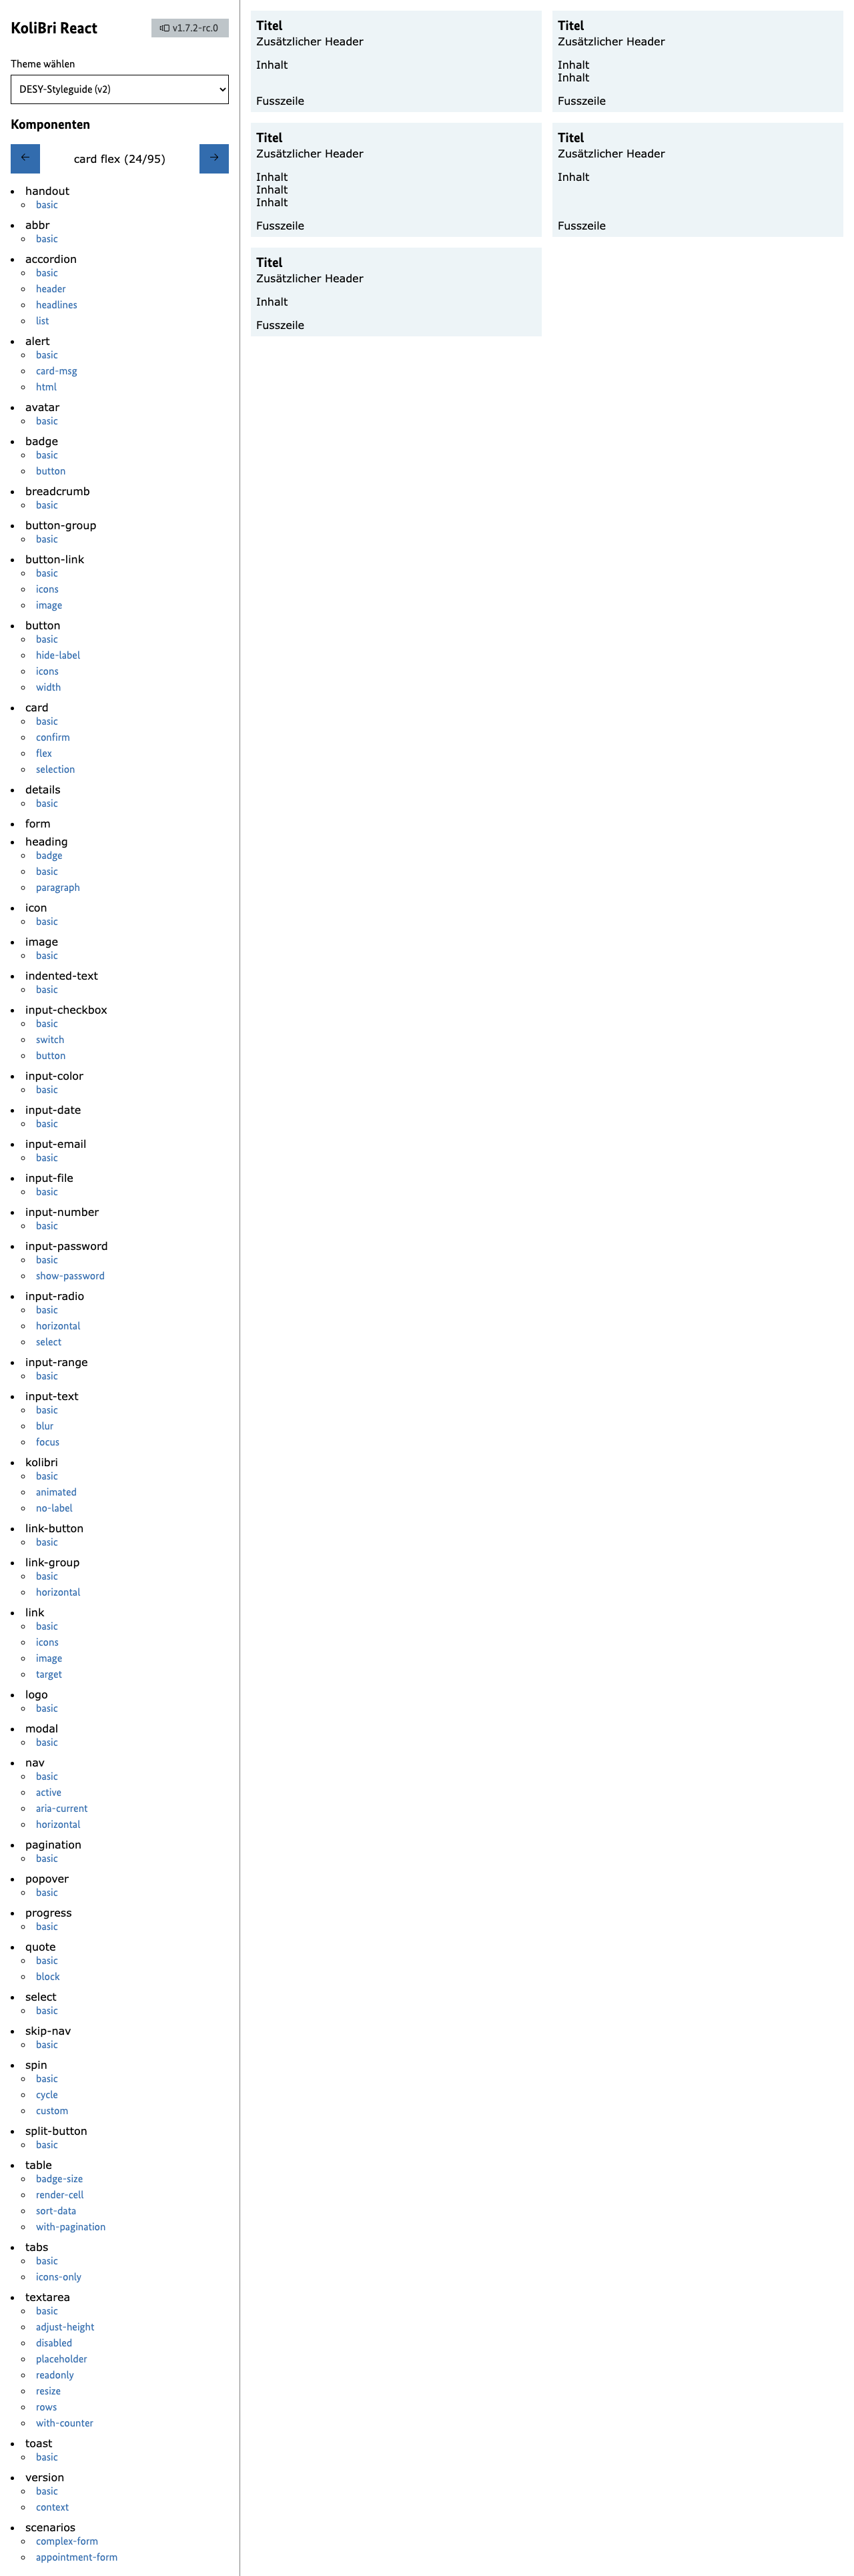 KoliBri React
v1.7.2-rc.0
Theme wählen
DESY-Styleguide (v2)
Komponenten
card flex (24/95)
handout
basic
abbr
basic
accordion
basic
header
headlines
list
alert
basic
card-msg
html
avatar
basic
badge
basic
button
breadcrumb
basic
button-group
basic
button-link
basic
icons
image
button
basic
hide-label
icons
width
card
basic
confirm
flex
selection
details
basic
form
heading
badge
basic
paragraph
icon
basic
image
basic
indented-text
basic
input-checkbox
basic
switch
button
input-color
basic
input-date
basic
input-email
basic
input-file
basic
input-number
basic
input-password
basic
show-password
input-radio
basic
horizontal
select
input-range
basic
input-text
basic
blur
focus
kolibri
basic
animated
no-label
link-button
basic
link-group
basic
horizontal
link
basic
icons
image
target
logo
basic
modal
basic
nav
basic
active
aria-current
horizontal
pagination
basic
popover
basic
progress
basic
quote
basic
block
select
basic
skip-nav
basic
spin
basic
cycle
custom
split-button
basic
table
badge-size
render-cell
sort-data
with-pagination
tabs
basic
icons-only
textarea
basic
adjust-height
disabled
placeholder
readonly
resize
rows
with-counter
toast
basic
version
basic
context
scenarios
complex-form
appointment-form
Titel
Zusätzlicher Header
Inhalt
Fusszeile
Titel
Zusätzlicher Header
Inhalt
Inhalt
Fusszeile
Titel
Zusätzlicher Header
Inhalt
Inhalt
Inhalt
Fusszeile
Titel
Zusätzlicher Header
Inhalt
Fusszeile
Titel
Zusätzlicher Header
Inhalt
Fusszeile